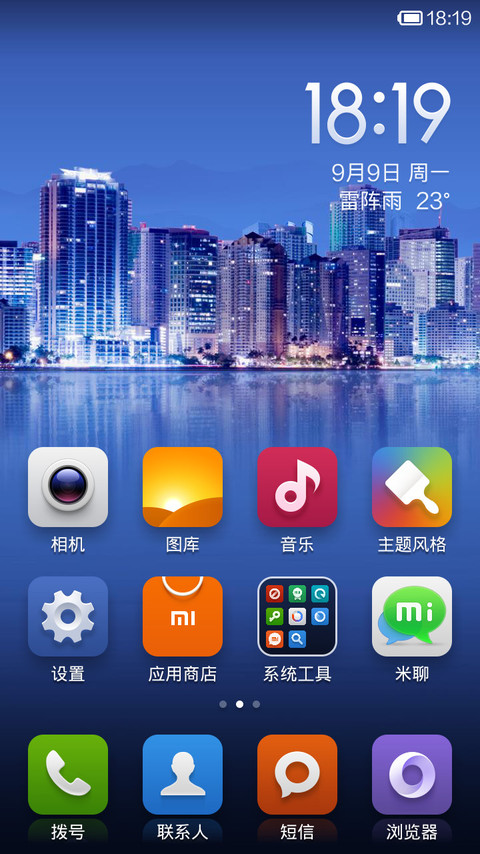 18:19
18:19
9月9日 周一
雷阵雨 23°
相机
图库
音乐
主题风格
mi
mi
设置
应用商店
系统工具
米聊
拨号
联系人
短信
浏览器